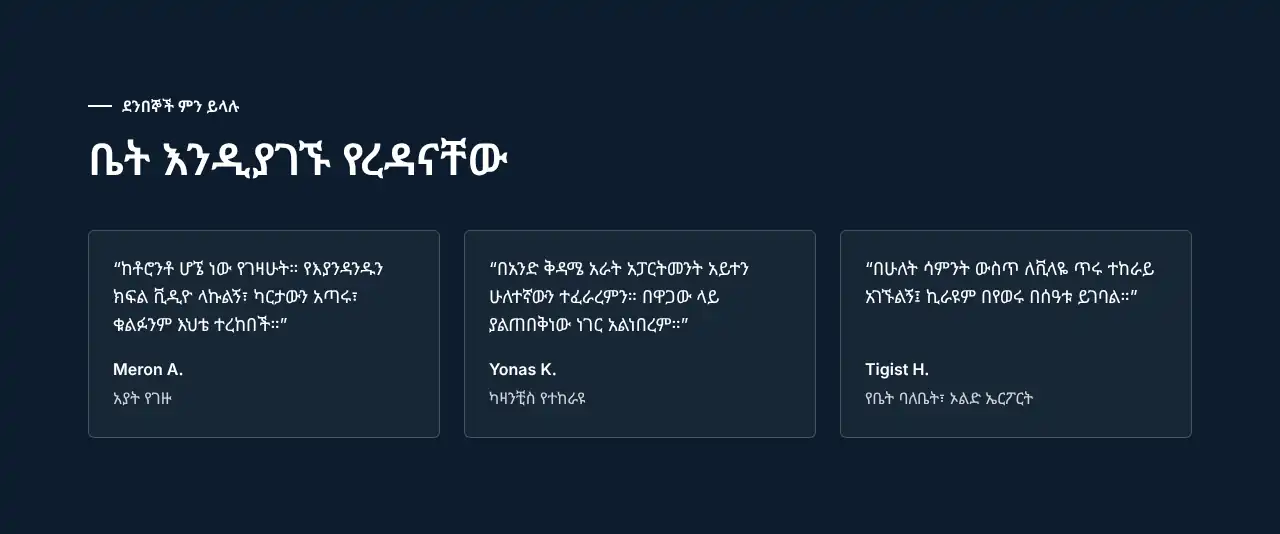 ደንበኞች ምን ይላሉ
ቤት እንዲያገኙ የረዳናቸው
“ከቶሮንቶ ሆኜ ነው የገዛሁት። የእያንዳንዱን
ክፍል ቪዲዮ ላኩልኝ፣ ካርታውን አጣሩ፣
ቁልፉንም እህቴ ተረከበች።”
Meron A.
አያት የገዙ
“በአንድ ቅዳሜ አራት አፓርትመንት አይተን
ሁለተኛውን ተፈራረምን። በዋጋው ላይ
ያልጠበቅነው ነገር አልነበረም።”
Yonas K.
ካዛንቺስ የተከራዩ
“በሁለት ሳምንት ውስጥ ለቪላዬ ጥሩ ተከራይ
አገኙልኝ፤ ኪራዩም በየወሩ በሰዓቱ ይገባል።”
Tigist H.
የቤት ባለቤት፣ ኦልድ ኤርፖርት